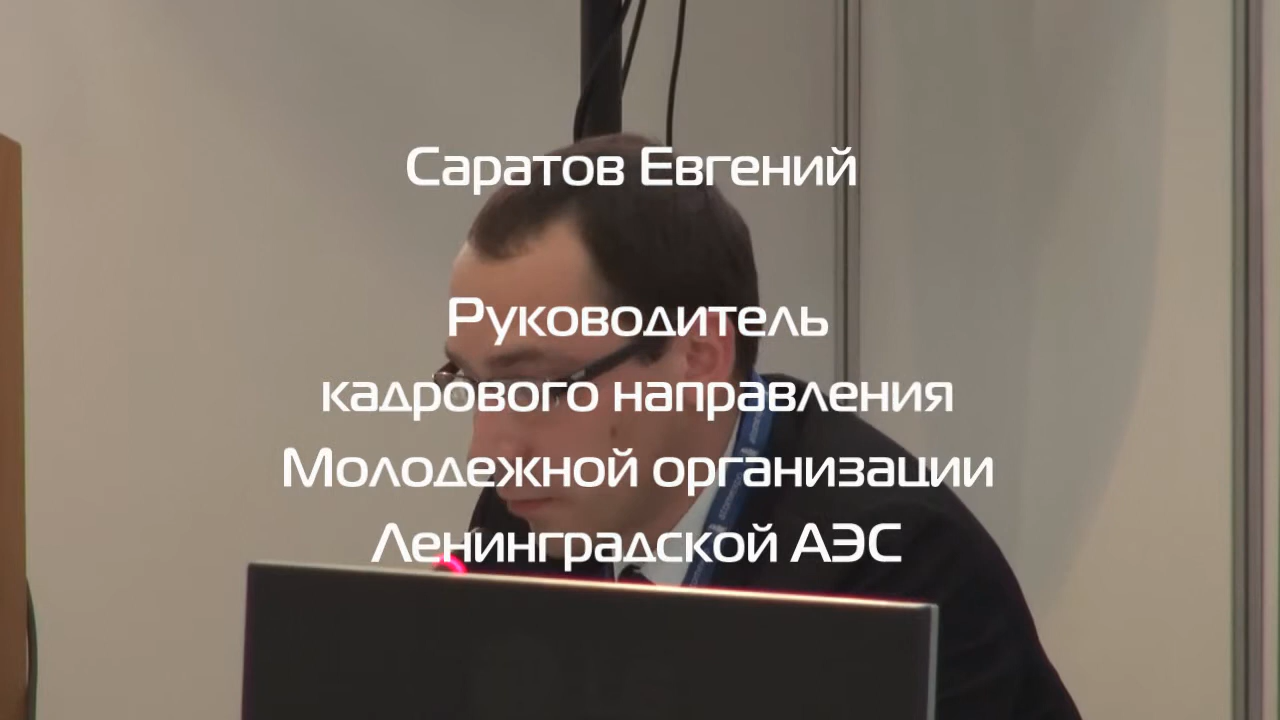 Саратов Евгений
Руководитель
кадрового направления
Молодежной организации
Ленинградской АЭС